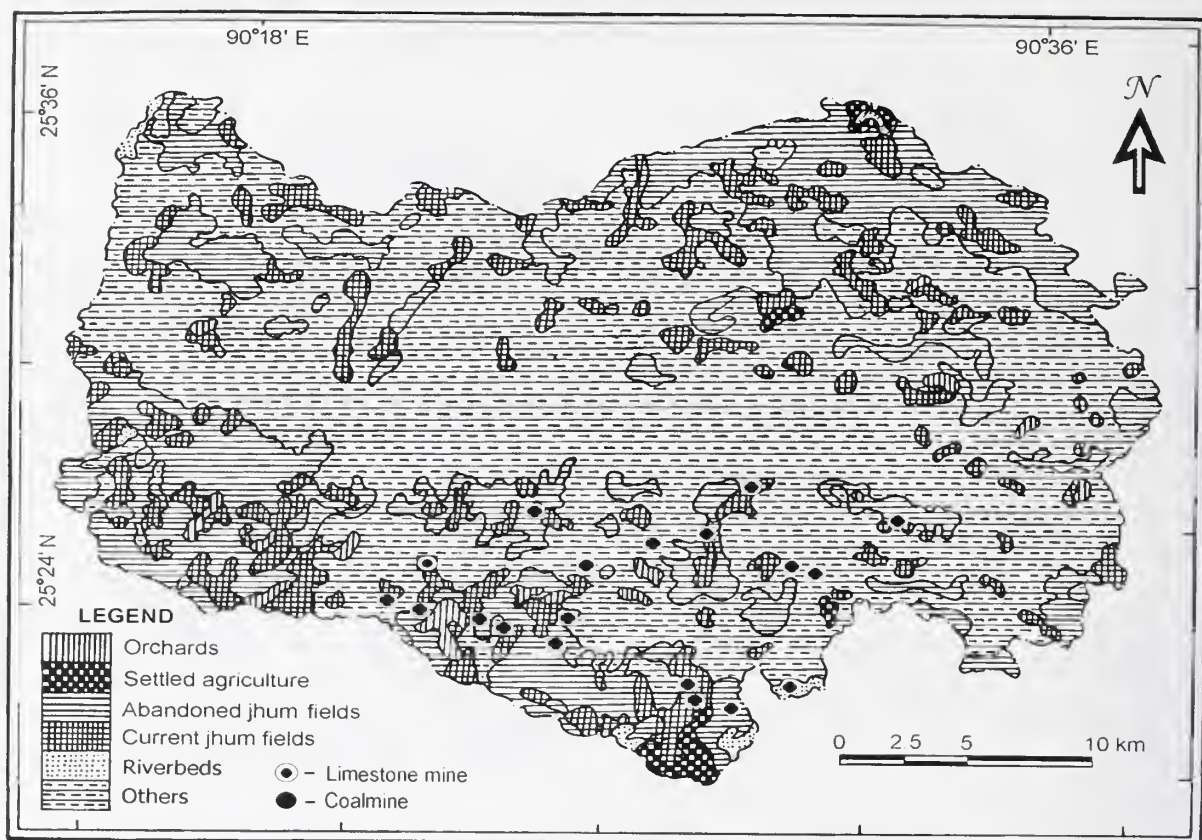 90°18' E
90°36' E
25°36' N
N
25°24' N
LEGEND
Orchards
Settled agriculture
Abandoned jhum fields
Current jhum fields
Riverbeds
Others
– Limestone mine
– Coalmine
0 2.5 5 10 km